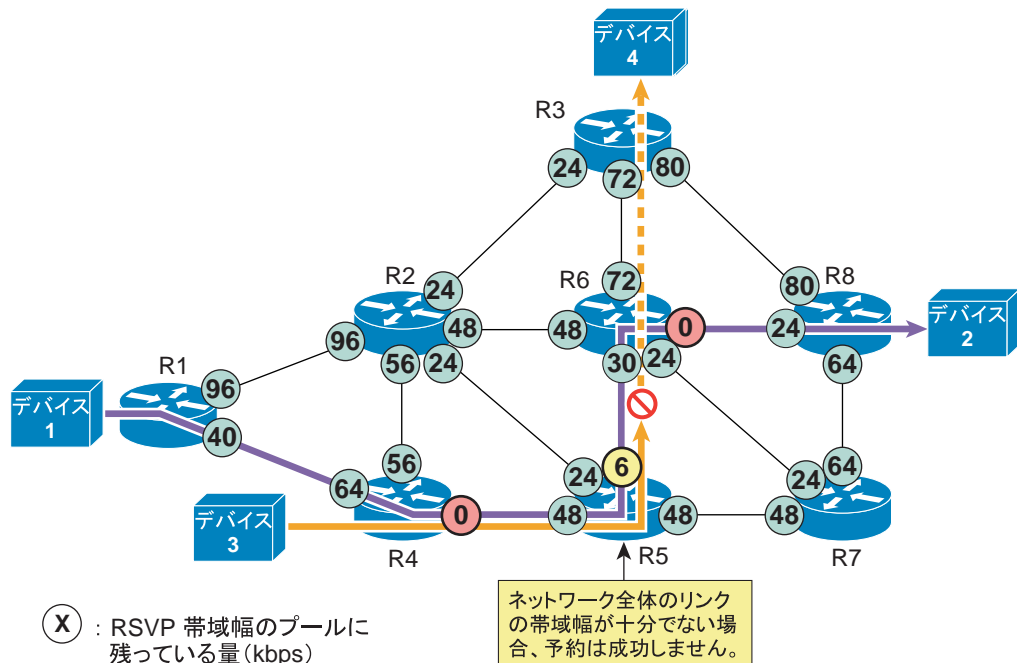 デバイス
4
R3
24
72
80
R2
24
R6
72
80
R8
96
48
48
0
24
デバイス
2
R1
56
24
30
24
64
96
デバイス
1
40
56
6
64
24
24
64
デバイス
3
0
48
48
48
R4
R5
R7
X : RSVP 帯域幅のプールに
残っている量(kbps)
ネットワーク全体のリンク
の帯域幅が十分でない場
合、予約は成功しません。